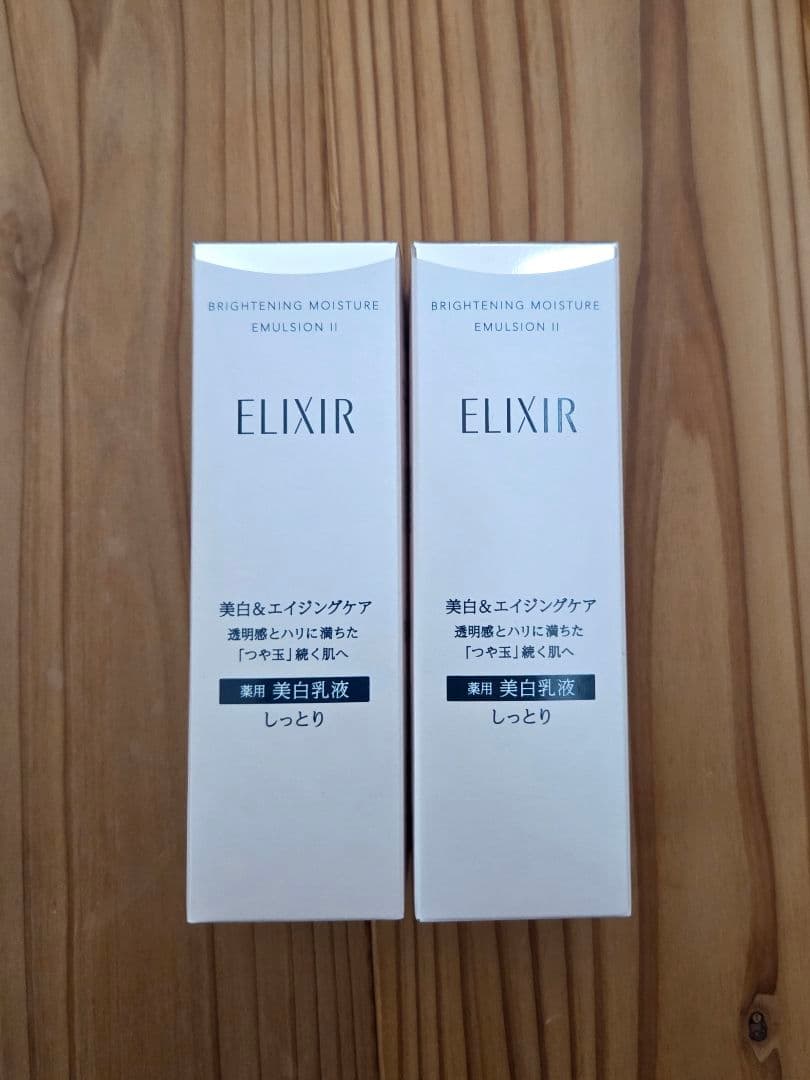 BRIGHTENING MOISTURE
EMULSION II
ELIXIR
美白&エイジングケア
透明感とハリに満ちた
「つや玉」続く肌へ
薬用 美白乳液
しっとり
BRIGHTENING MOISTURE
EMULSION II
ELIXIR
美白&エイジングケア
透明感とハリに満ちた
「つや玉」続く肌へ
薬用 美白乳液
しっとり